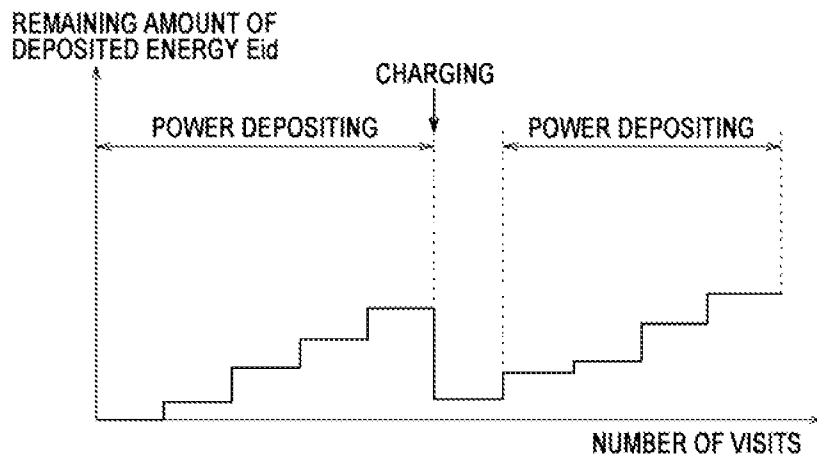 REMAINING AMOUNT OF
DEPOSITED ENERGY Eid
CHARGING
POWER DEPOSITING
POWER DEPOSITING
NUMBER OF VISITS